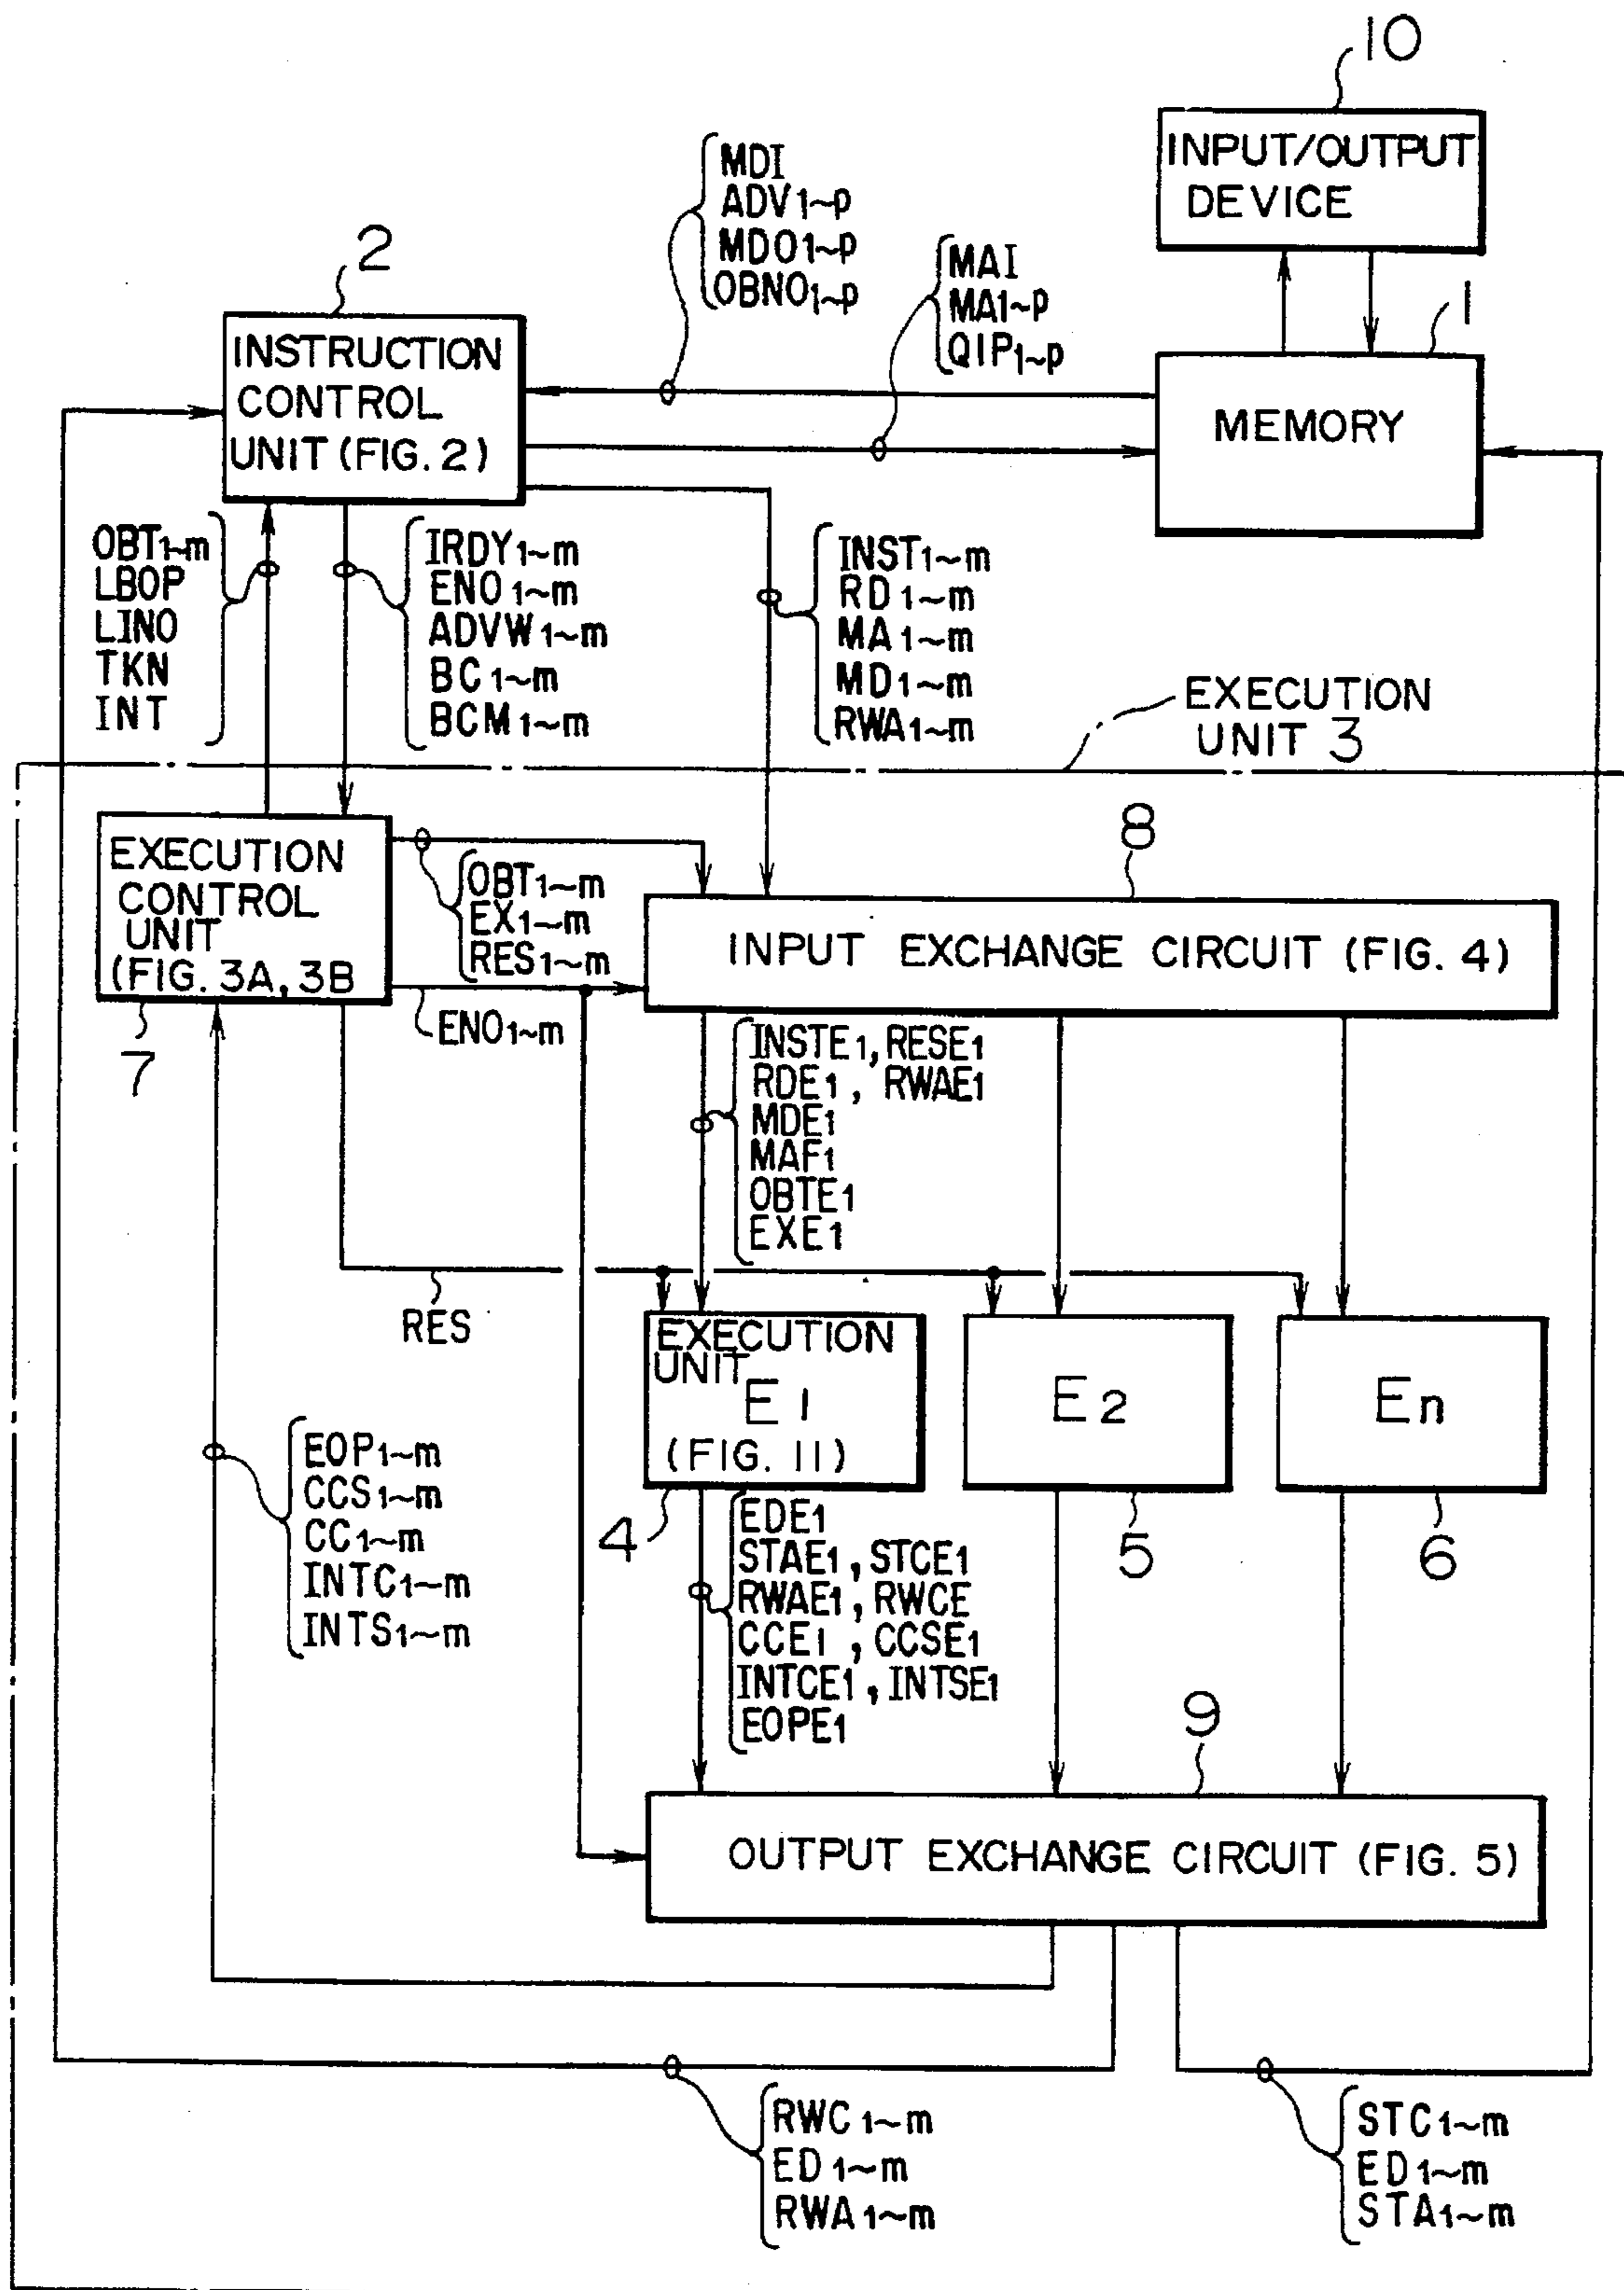 10
INPUT/OUTPUT
DEVICE
MDI
ADV1~p
MDO1~p
OBNO1~p
MAI
MA1~p
QIP1~p
2
INSTRUCTION
CONTROL
UNIT (FIG. 2)
1
MEMORY
OBT1~m
LBOP
LINO
TKN
INT
IRDY1~m
ENO1~m
ADVW1~m
BC1~m
BCM1~m
INST1~m
RD1~m
MA1~m
MD1~m
RWA1~m
EXECUTION
UNIT 3
EXECUTION
CONTROL
UNIT
(FIG. 3A, 3B
7
OBT1~m
EX1~m
RES1~m
ENO1~m
8
INPUT EXCHANGE CIRCUIT (FIG. 4)
INSTE1, RESE1
RDE1, RWAE1
MDE1
MAF1
OBTE1
EXE1
RES
EXECUTION
UNIT
E1
(FIG. 11)
4
E2
5
En
6
EOP1~m
CCS1~m
CC1~m
INTC1~m
INTS1~m
EDE1
STAE1, STCE1
RWAE1, RWCE
CCE1, CCSE1
INTCE1, INTSE1
EOPE1
9
OUTPUT EXCHANGE CIRCUIT (FIG. 5)
RWC1~m
ED1~m
RWA1~m
STC1~m
ED1~m
STA1~m